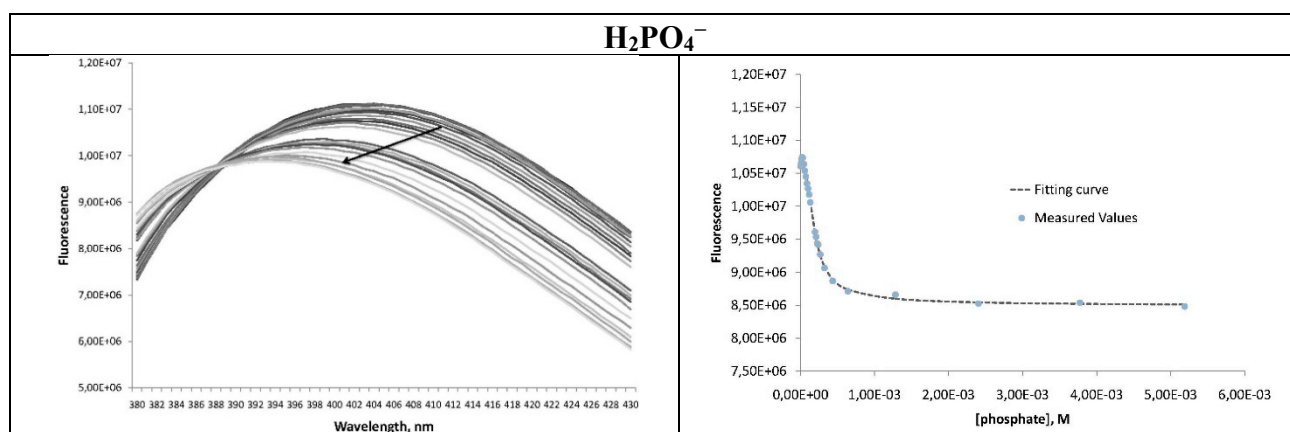 H₂PO₄⁻
1,20E+07
1,10E+07
1,00E+07
9,00E+06
8,00E+06
7,00E+06
6,00E+06
5,00E+06
Fluorescence
380 382 384 386 388 390 392 394 396 398 400 402 404 406 408 410 412 414 416 418 420 422 424 426 428 430
Wavelength, nm
1,20E+07
1,15E+07
1,10E+07
1,05E+07
1,00E+07
9,50E+06
9,00E+06
8,50E+06
8,00E+06
7,50E+06
Fluorescence
Fitting curve
Measured Values
0,00E+00 1,00E-03 2,00E-03 3,00E-03 4,00E-03 5,00E-03 6,00E-03
[phosphate], M